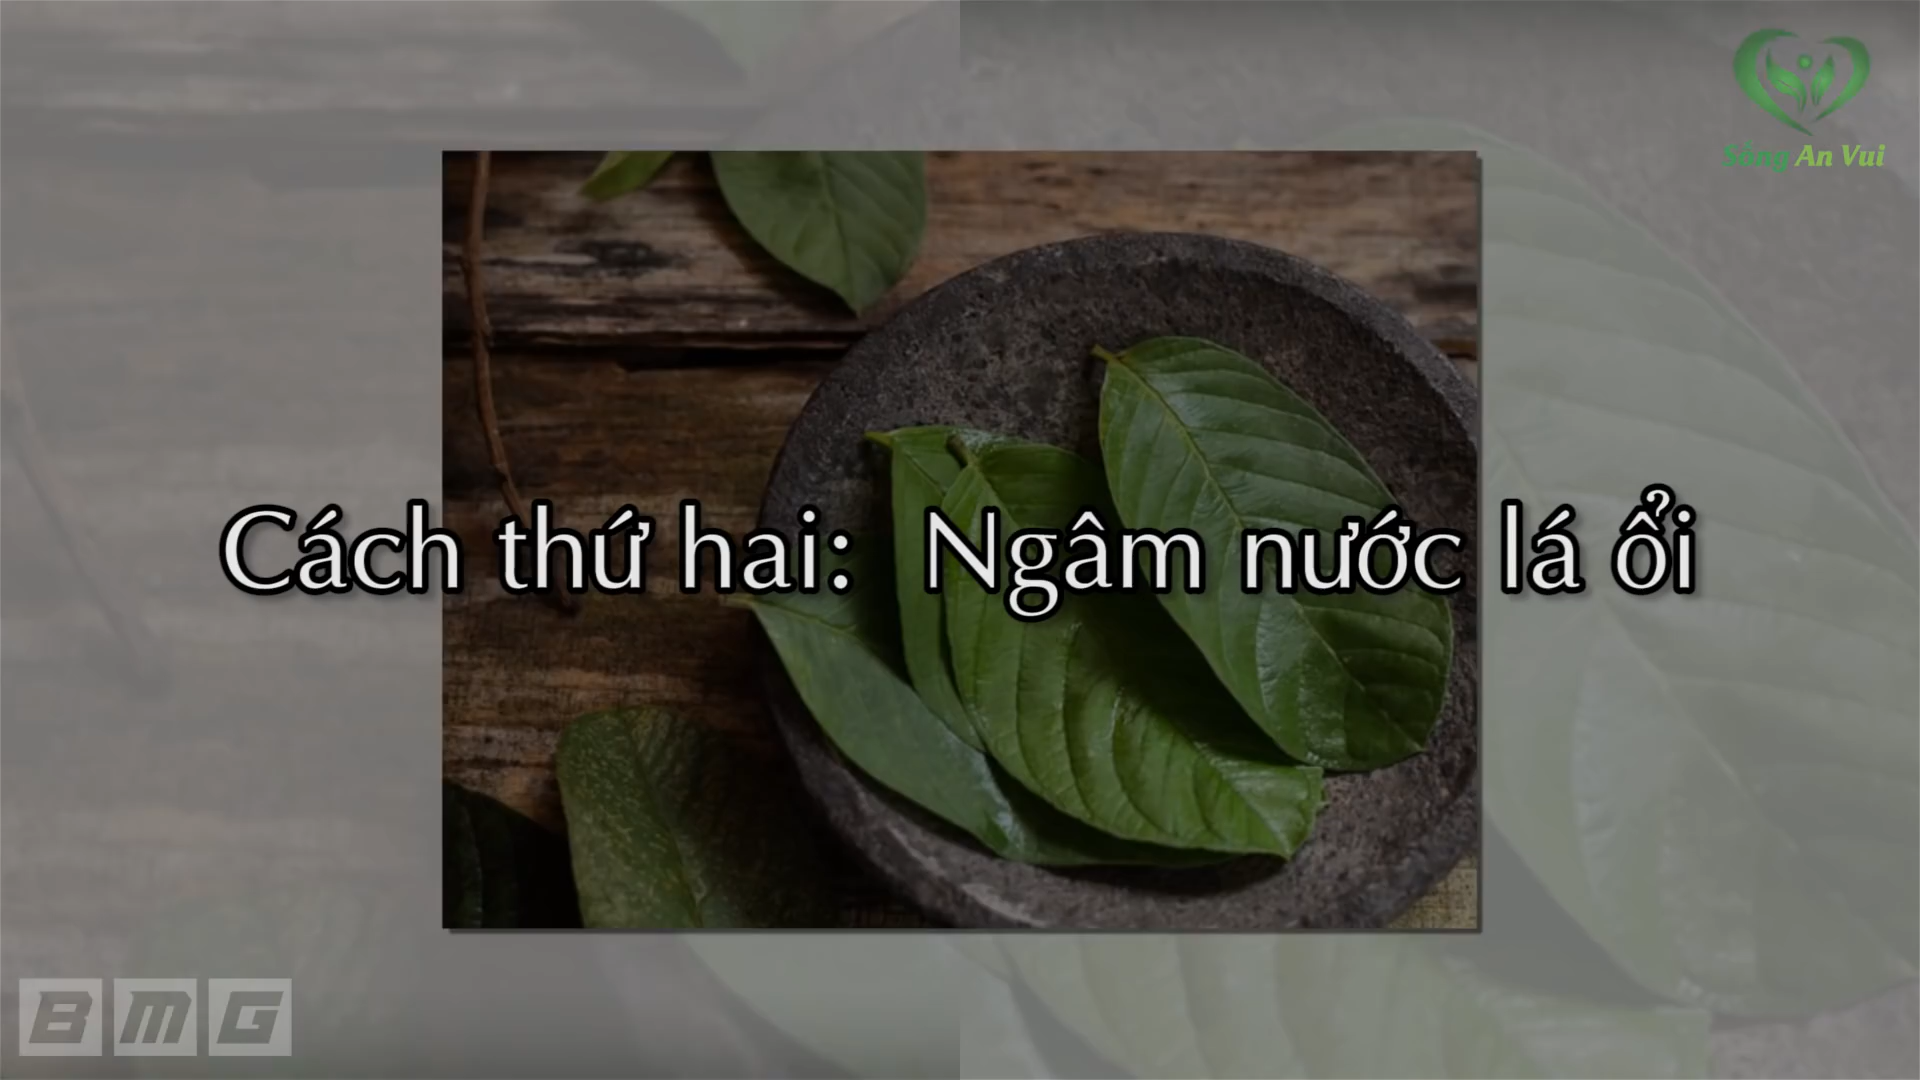 Sống An Vui
Cách thứ hai: Ngâm nước lá ổi
BMG